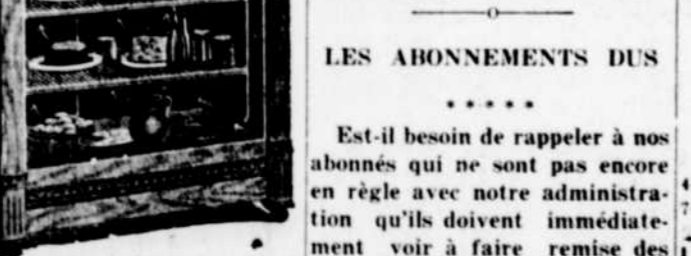 LES ABONNEMENTS DUS
* * * * *
Est-il besoin de rappeler à nos
abonnés qui ne sont pas encore
en règle avec notre administra-
tion qu'ils doivent immédiate-
ment voir à faire remise des